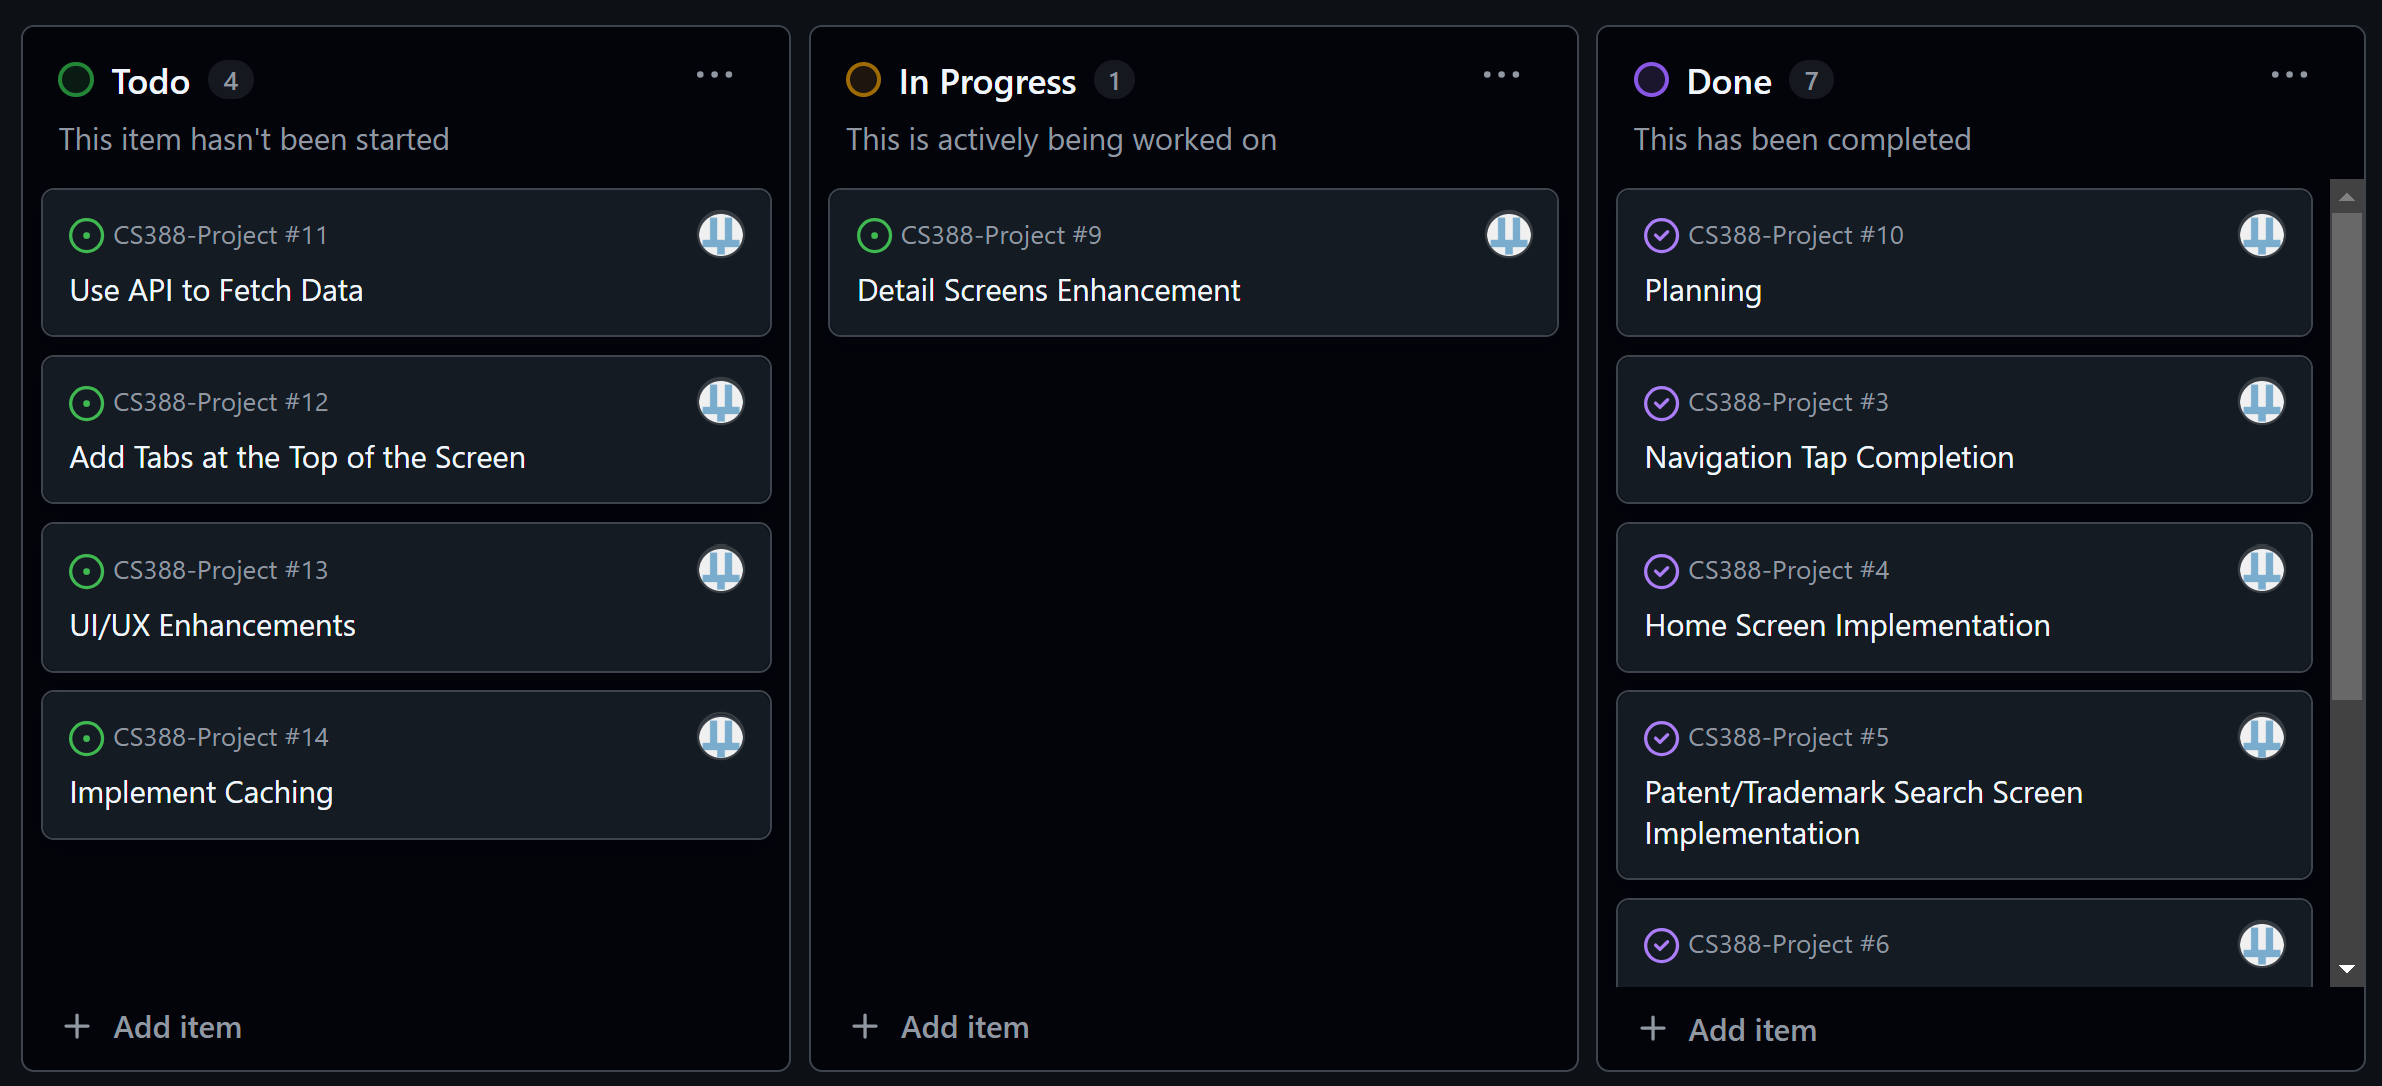 Todo 4
This item hasn't been started
CS388-Project #11
Use API to Fetch Data
CS388-Project #12
Add Tabs at the Top of the Screen
CS388-Project #13
UI/UX Enhancements
CS388-Project #14
Implement Caching
Add item
In Progress 1
This is actively being worked on
CS388-Project #9
Detail Screens Enhancement
Add item
Done 7
This has been completed
CS388-Project #10
Planning
CS388-Project #3
Navigation Tap Completion
CS388-Project #4
Home Screen Implementation
CS388-Project #5
Patent/Trademark Search Screen
Implementation
CS388-Project #6
Add item